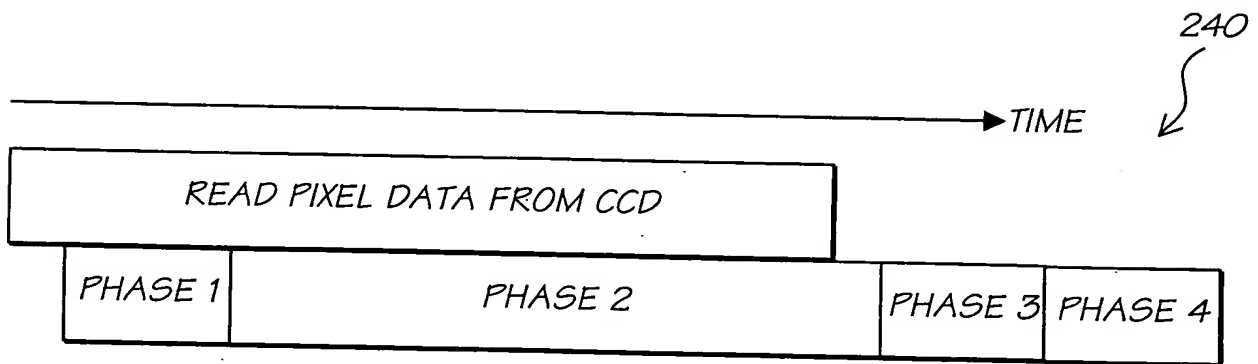 240
TIME
READ PIXEL DATA FROM CCD
PHASE 1 PHASE 2 PHASE 3 PHASE 4